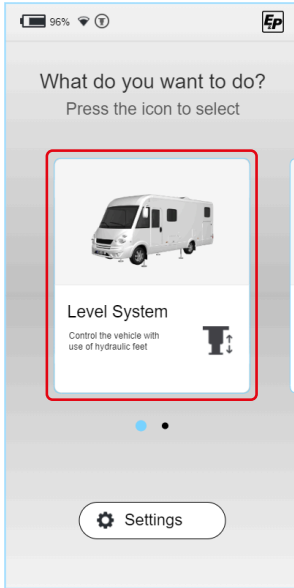 96%
EP
What do you want to do?
Press the icon to select
Level System
Control the vehicle with
use of hydraulic feet
Settings